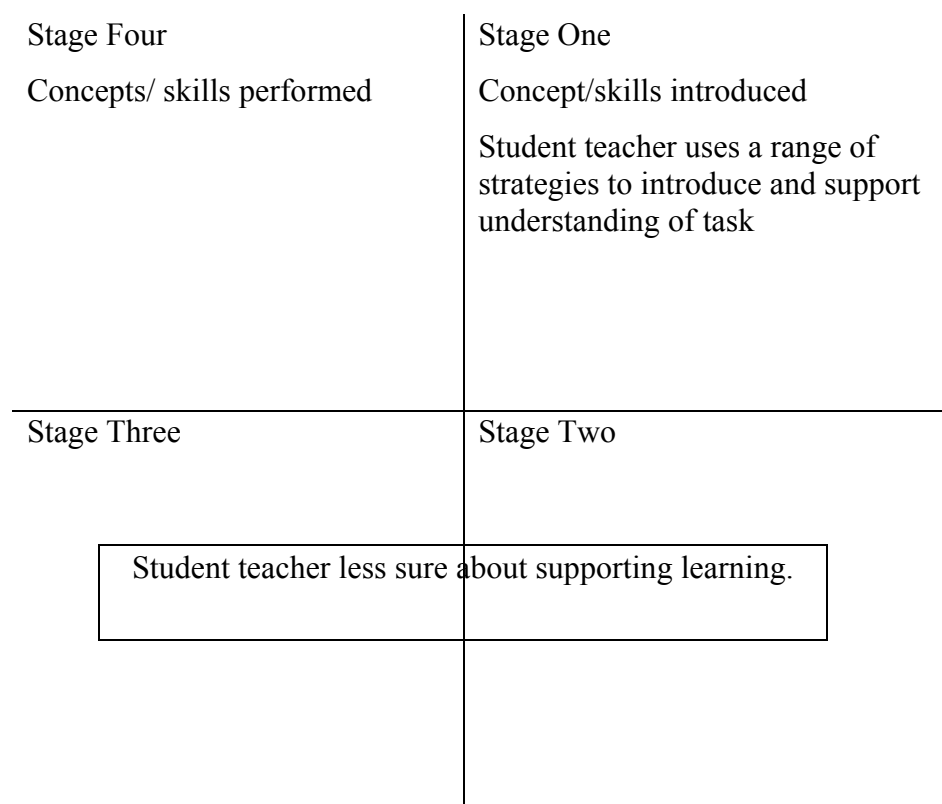 Stage Four
Concepts/ skills performed
Stage One
Concept/skills introduced
Student teacher uses a range of
strategies to introduce and support
understanding of task
Stage Three
Stage Two
Student teacher less sure about supporting learning.